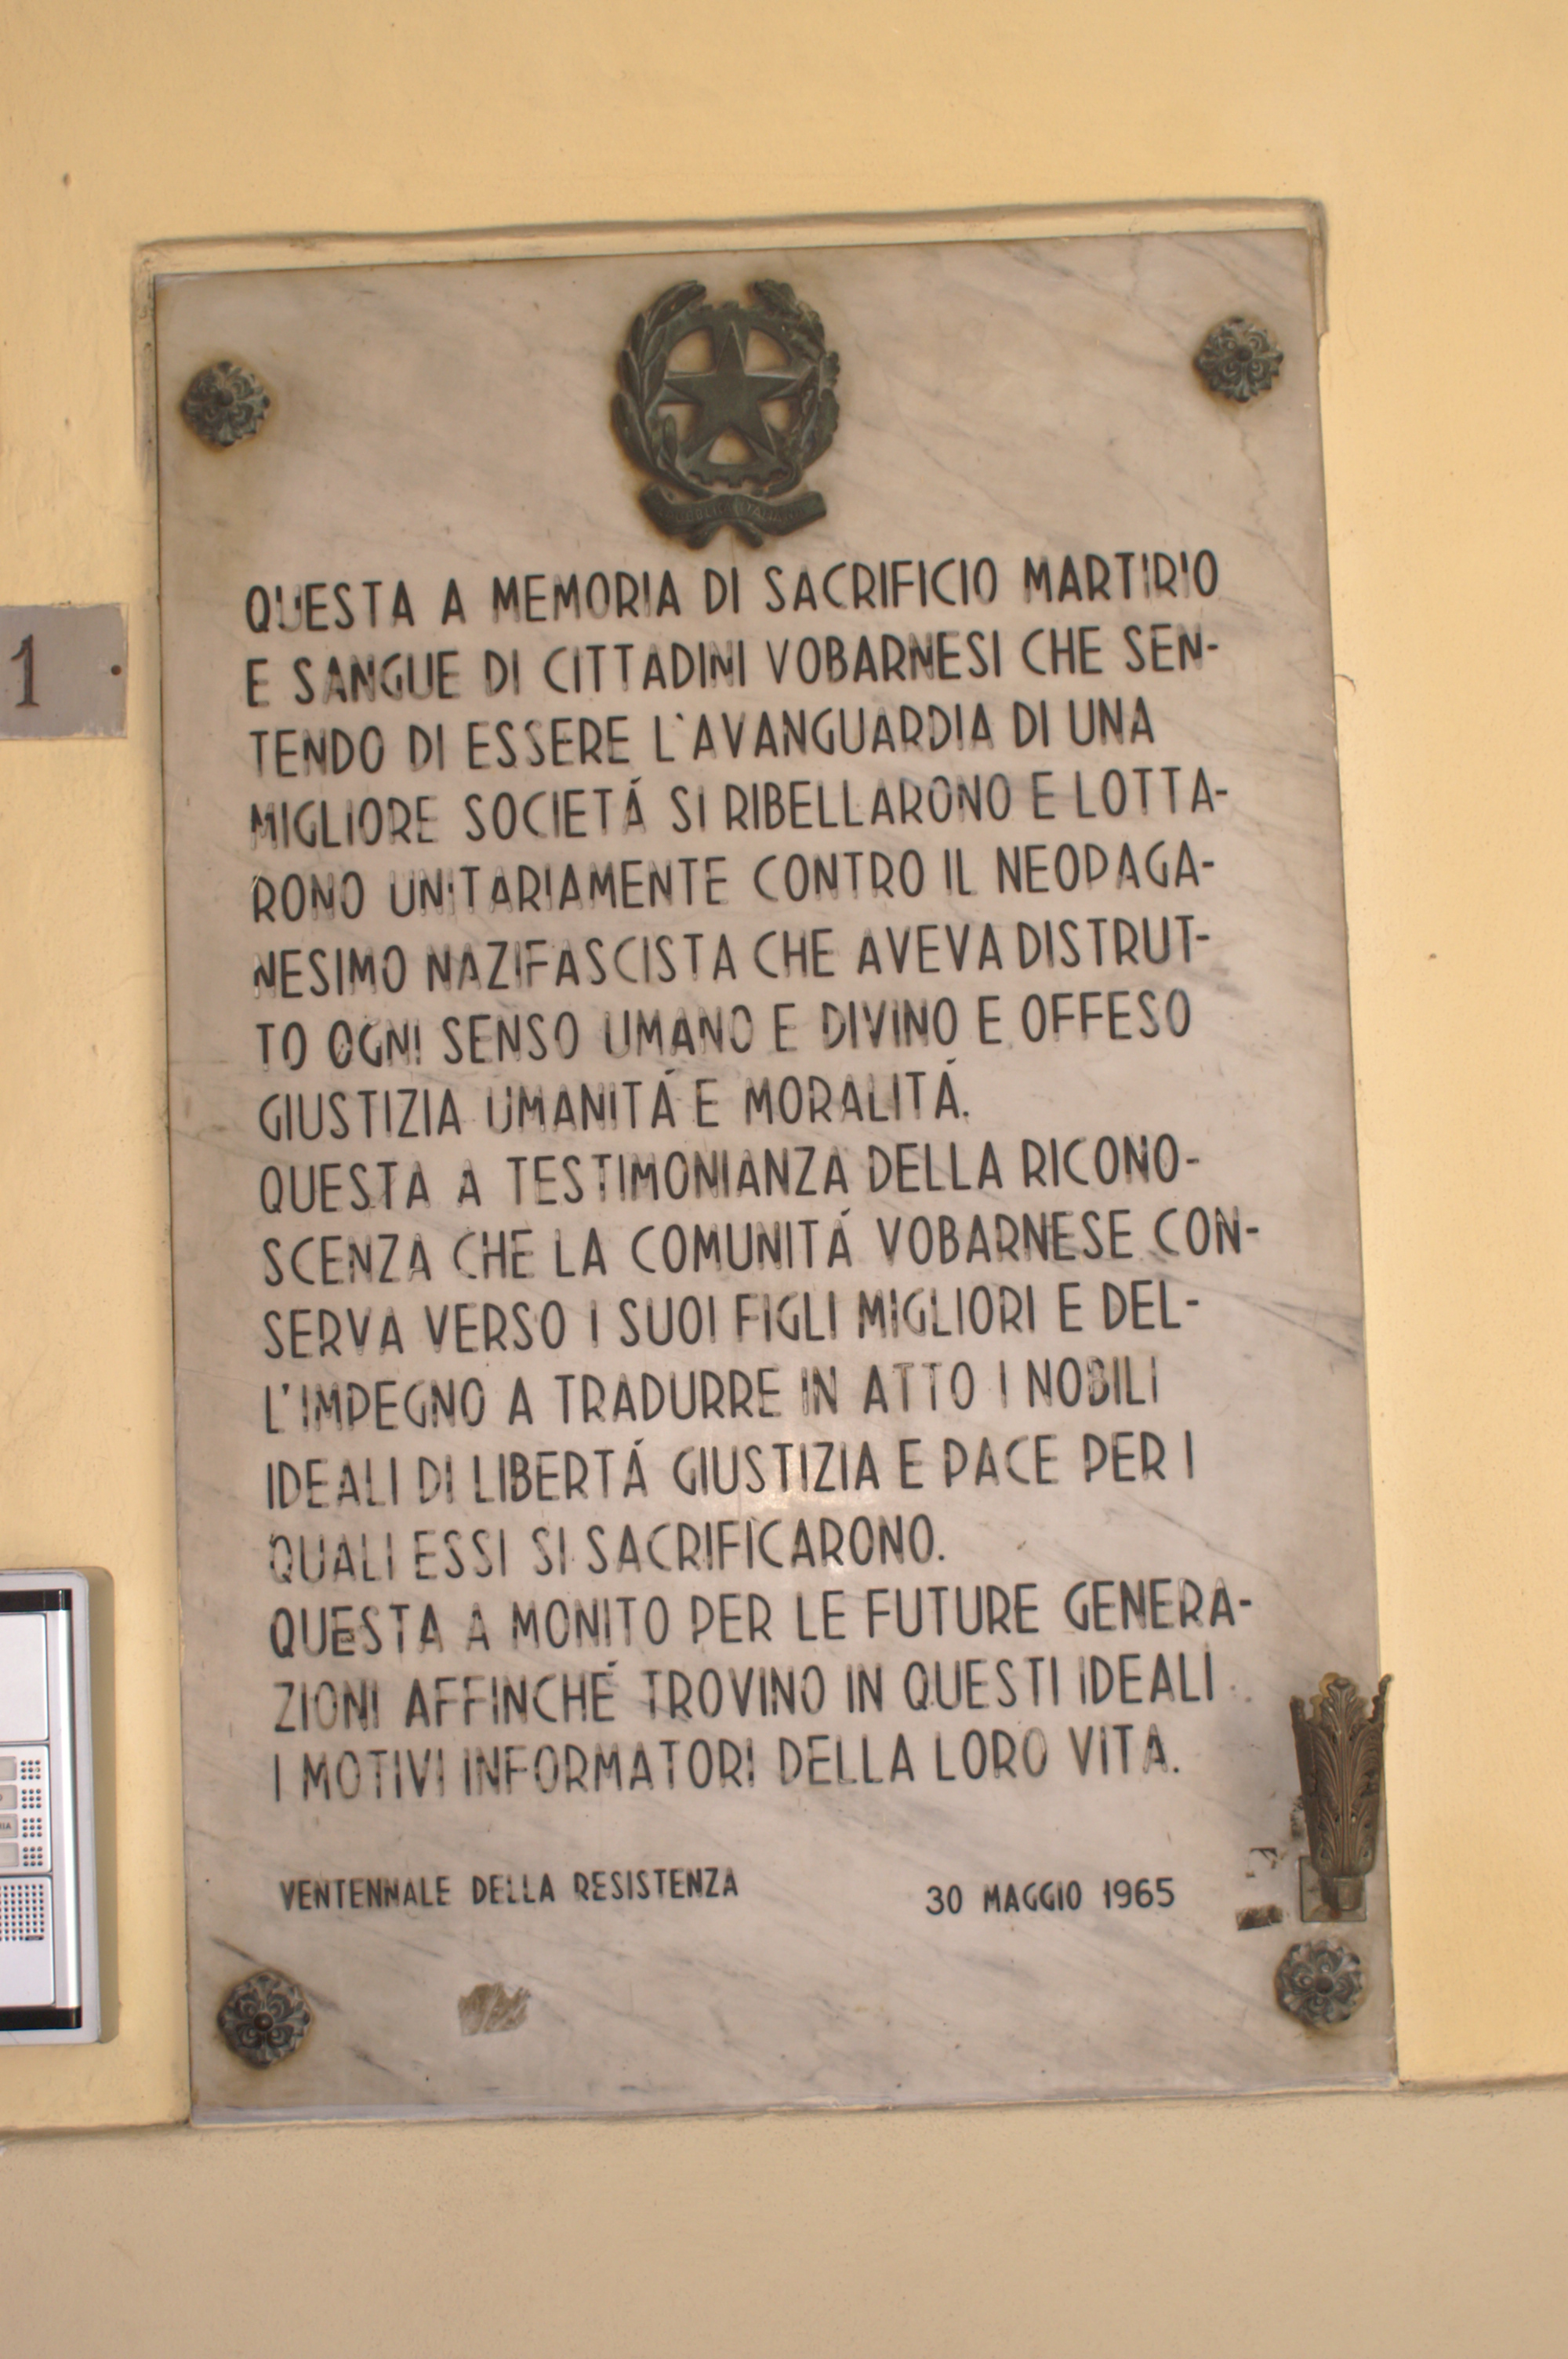 REPUBBLICA ITALIANA
QUESTA A MEMORIA DI SACRIFICIO MARTIRIO
E SANGUE DI CITTADINI VOBARNESI CHE SEN-
TENDO DI ESSERE L'AVANGUARDIA DI UNA
MIGLIORE SOCIETÁ SI RIBELLARONO E LOTTA-
RONO UNITARIAMENTE CONTRO IL NEOPAGA-
NESIMO NAZIFASCISTA CHE AVEVA DISTRUT-
TO OGNI SENSO UMANO E DIVINO E OFFESO
GIUSTIZIA UMANITÁ E MORALITÁ.
QUESTA A TESTIMONIANZA DELLA RICONO-
SCENZA CHE LA COMUNITÁ VOBARNESE CON-
SERVA VERSO I SUOI FIGLI MIGLIORI E DEL-
L'IMPEGNO A TRADURRE IN ATTO I NOBILI
IDEALI DI LIBERTÁ GIUSTIZIA E PACE PER I
QUALI ESSI SI SACRIFICARONO.
QUESTA A MONITO PER LE FUTURE GENERA-
ZIONI AFFINCHÉ TROVINO IN QUESTI IDEALI
I MOTIVI INFORMATORI DELLA LORO VITA.
VENTENNALE DELLA RESISTENZA 30 MAGGIO 1965
1